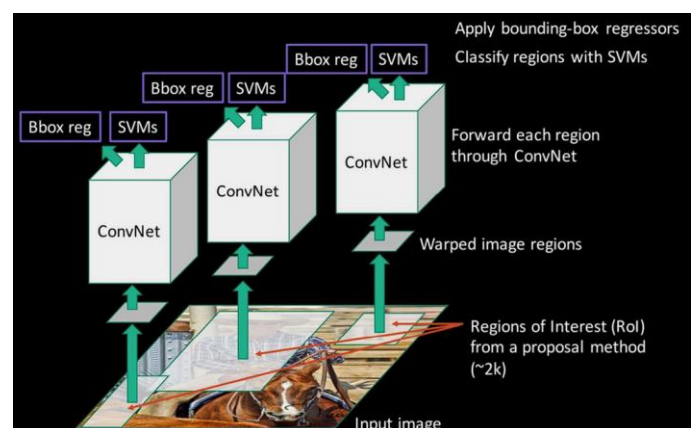 Apply bounding-box regressors
Classify regions with SVMs
Bbox reg
SVMs
Bbox reg
SVMs
Bbox reg
SVMs
Forward each region
through ConvNet
ConvNet
ConvNet
ConvNet
Warped image regions
Regions of Interest (RoI)
from a proposal method
(~2k)
Input image